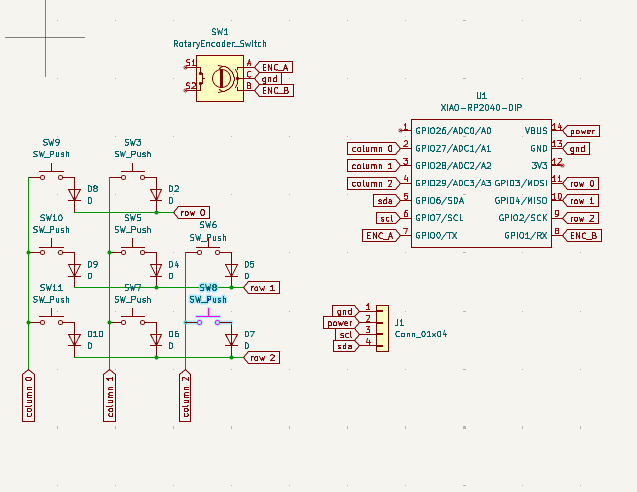 SW1
RotaryEncoder_Switch
S1
A
ENC_A
C
gnd
S2
B
ENC_B
U1
XIAO-RP2040-DIP
1
GPIO26/ADC0/A0
VBUS
14
power
column 0
2
GPIO27/ADC1/A1
GND
13
gnd
column 1
3
GPIO28/ADC2/A2
3V3
12
column 2
4
GPIO29/ADC3/A3
GPIO3/MOSI
11
row 0
sda
5
GPIO6/SDA
GPIO4/MISO
10
row 1
scl
6
GPIO7/SCL
GPIO2/SCK
9
row 2
ENC_A
7
GPIO0/TX
GPIO1/RX
8
ENC_B
SW9
SW_Push
SW3
SW_Push
D8
D
D2
D
row 0
SW10
SW_Push
SW5
SW_Push
SW6
SW_Push
D9
D
D4
D
D5
D
row 1
SW11
SW_Push
SW7
SW_Push
SW8
SW_Push
D10
D
D6
D
D7
D
row 2
column 0
column 1
column 2
gnd
1
power
2
scl
3
sda
4
J1
Conn_01x04